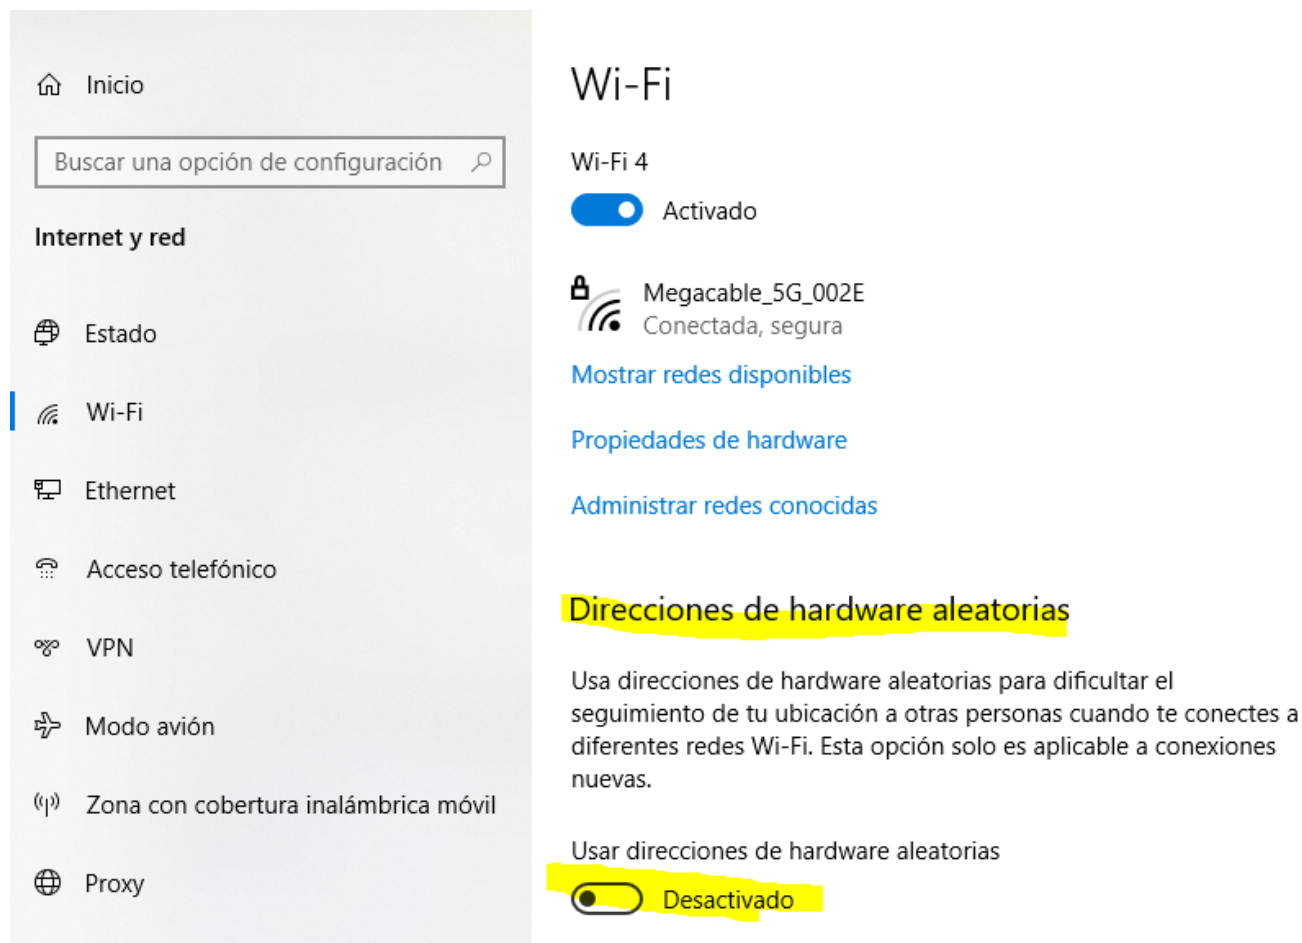 Inicio
Buscar una opción de configuración
Internet y red
Estado
Wi-Fi
Ethernet
Acceso telefónico
VPN
Modo avión
Zona con cobertura inalámbrica móvil
Proxy
Wi-Fi
Wi-Fi 4
Activado
Megacable_5G_002E
Conectada, segura
Mostrar redes disponibles
Propiedades de hardware
Administrar redes conocidas
Direcciones de hardware aleatorias
Usa direcciones de hardware aleatorias para dificultar el
seguimiento de tu ubicación a otras personas cuando te conectes a
diferentes redes Wi-Fi. Esta opción solo es aplicable a conexiones
nuevas.
Usar direcciones de hardware aleatorias
Desactivado